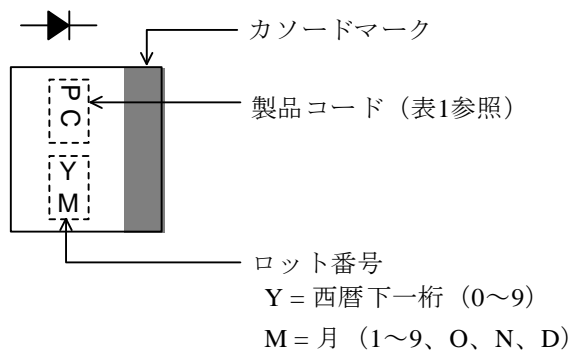 カソードマーク
PC
製品コード（表1参照）
Y
M
ロット番号
Y = 西暦下一桁（0～9）
M = 月（1～9、O、N、D）